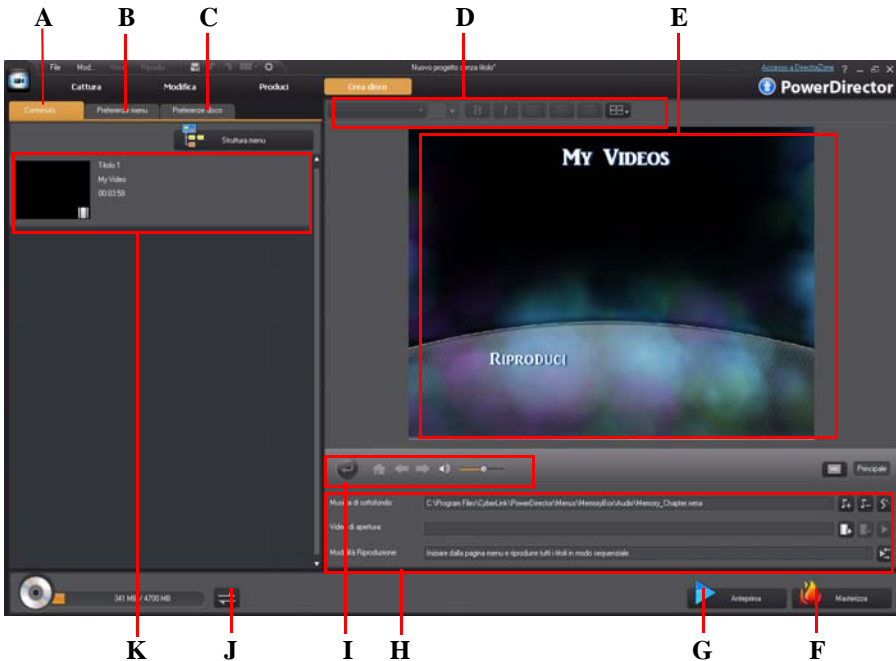 A B C D E
File Mod...
Nuovo progetto senza titolo*
Accesso a DirectorZone ?
Cattura Modifica Produci Crea disco
PowerDirector
Contenuto Preferenze menu Preferenze disco
B I
Struttura menu
Titolo 1
My Video
00:03:58
My Videos
Riproduci
Principale
Musica di sottofondo: C:\Program Files\CyberLink\PowerDirector\Menus\MemoryBox\Audio\Memory_Chapter.wma
Video di apertura:
Modalità Riproduzione: Iniziare dalla pagina menu e riprodurre tutti i titoli in modo sequenziale
341 MB / 4700 MB
Anteprima Masterizza
K J I H G F